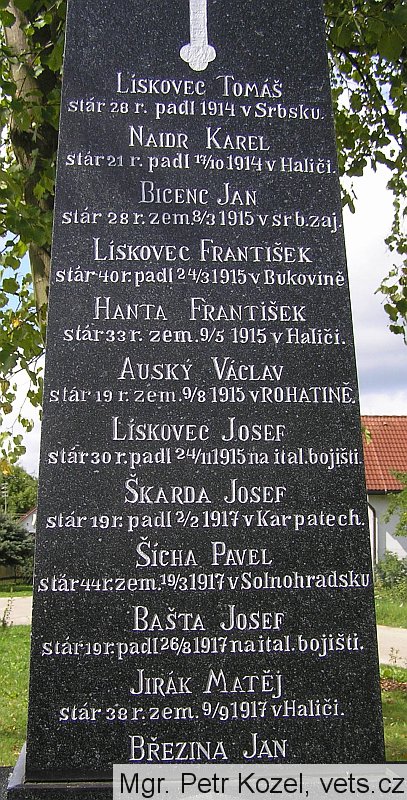 Lískovec Tomáš
stár 28 r. padl 1914 v Srbsku.
Naidr Karel
stár 21 r. padl 17/10 1914 v Haliči.
Bicenc Jan
stár 28 r. zem. 8/3 1915 v srb. zaj.
Lískovec František
stár 40 r. padl 24/3 1915 v Bukovině
Hanta František
stár 33 r. zem. 9/5 1915 v Haliči.
Auský Václav
stár 19 r. zem. 9/8 1915 v ROHATINĚ.
Lískovec Josef
stár 30 r. padl 24/11 1915 na ital. bojišti.
Škarda Josef
stár 19 r. padl 2/2 1917 v Karpatech.
Šícha Pavel
stár 44 r. zem. 19/3 1917 v Solnohradsku
Bašta Josef
stár 19 r. padl 26/8 1917 na ital. bojišti.
Jirák Matěj
stár 38 r. zem. 9/9 1917 v Haliči.
Březina Jan
Mgr. Petr Kozel, vets.cz